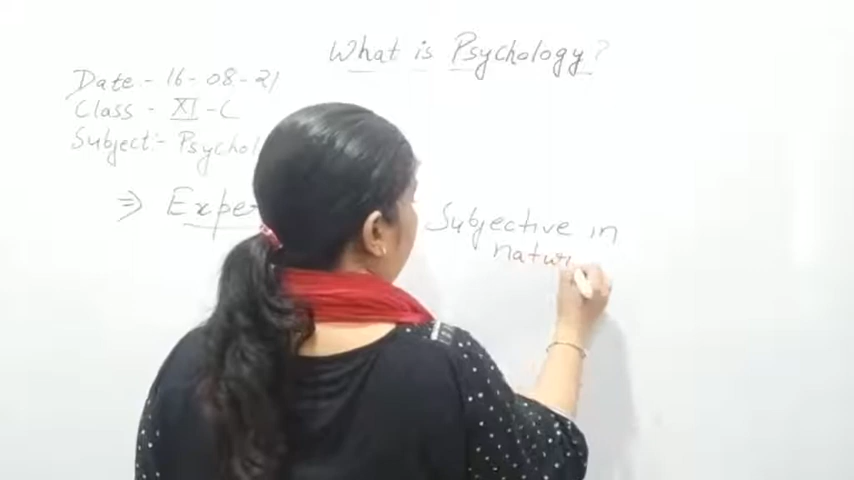 What is Psychology?
Date:- 16-08-21
Class - XI-C
Subject:- Psychol
⇒ Expe
Subjective in
natur